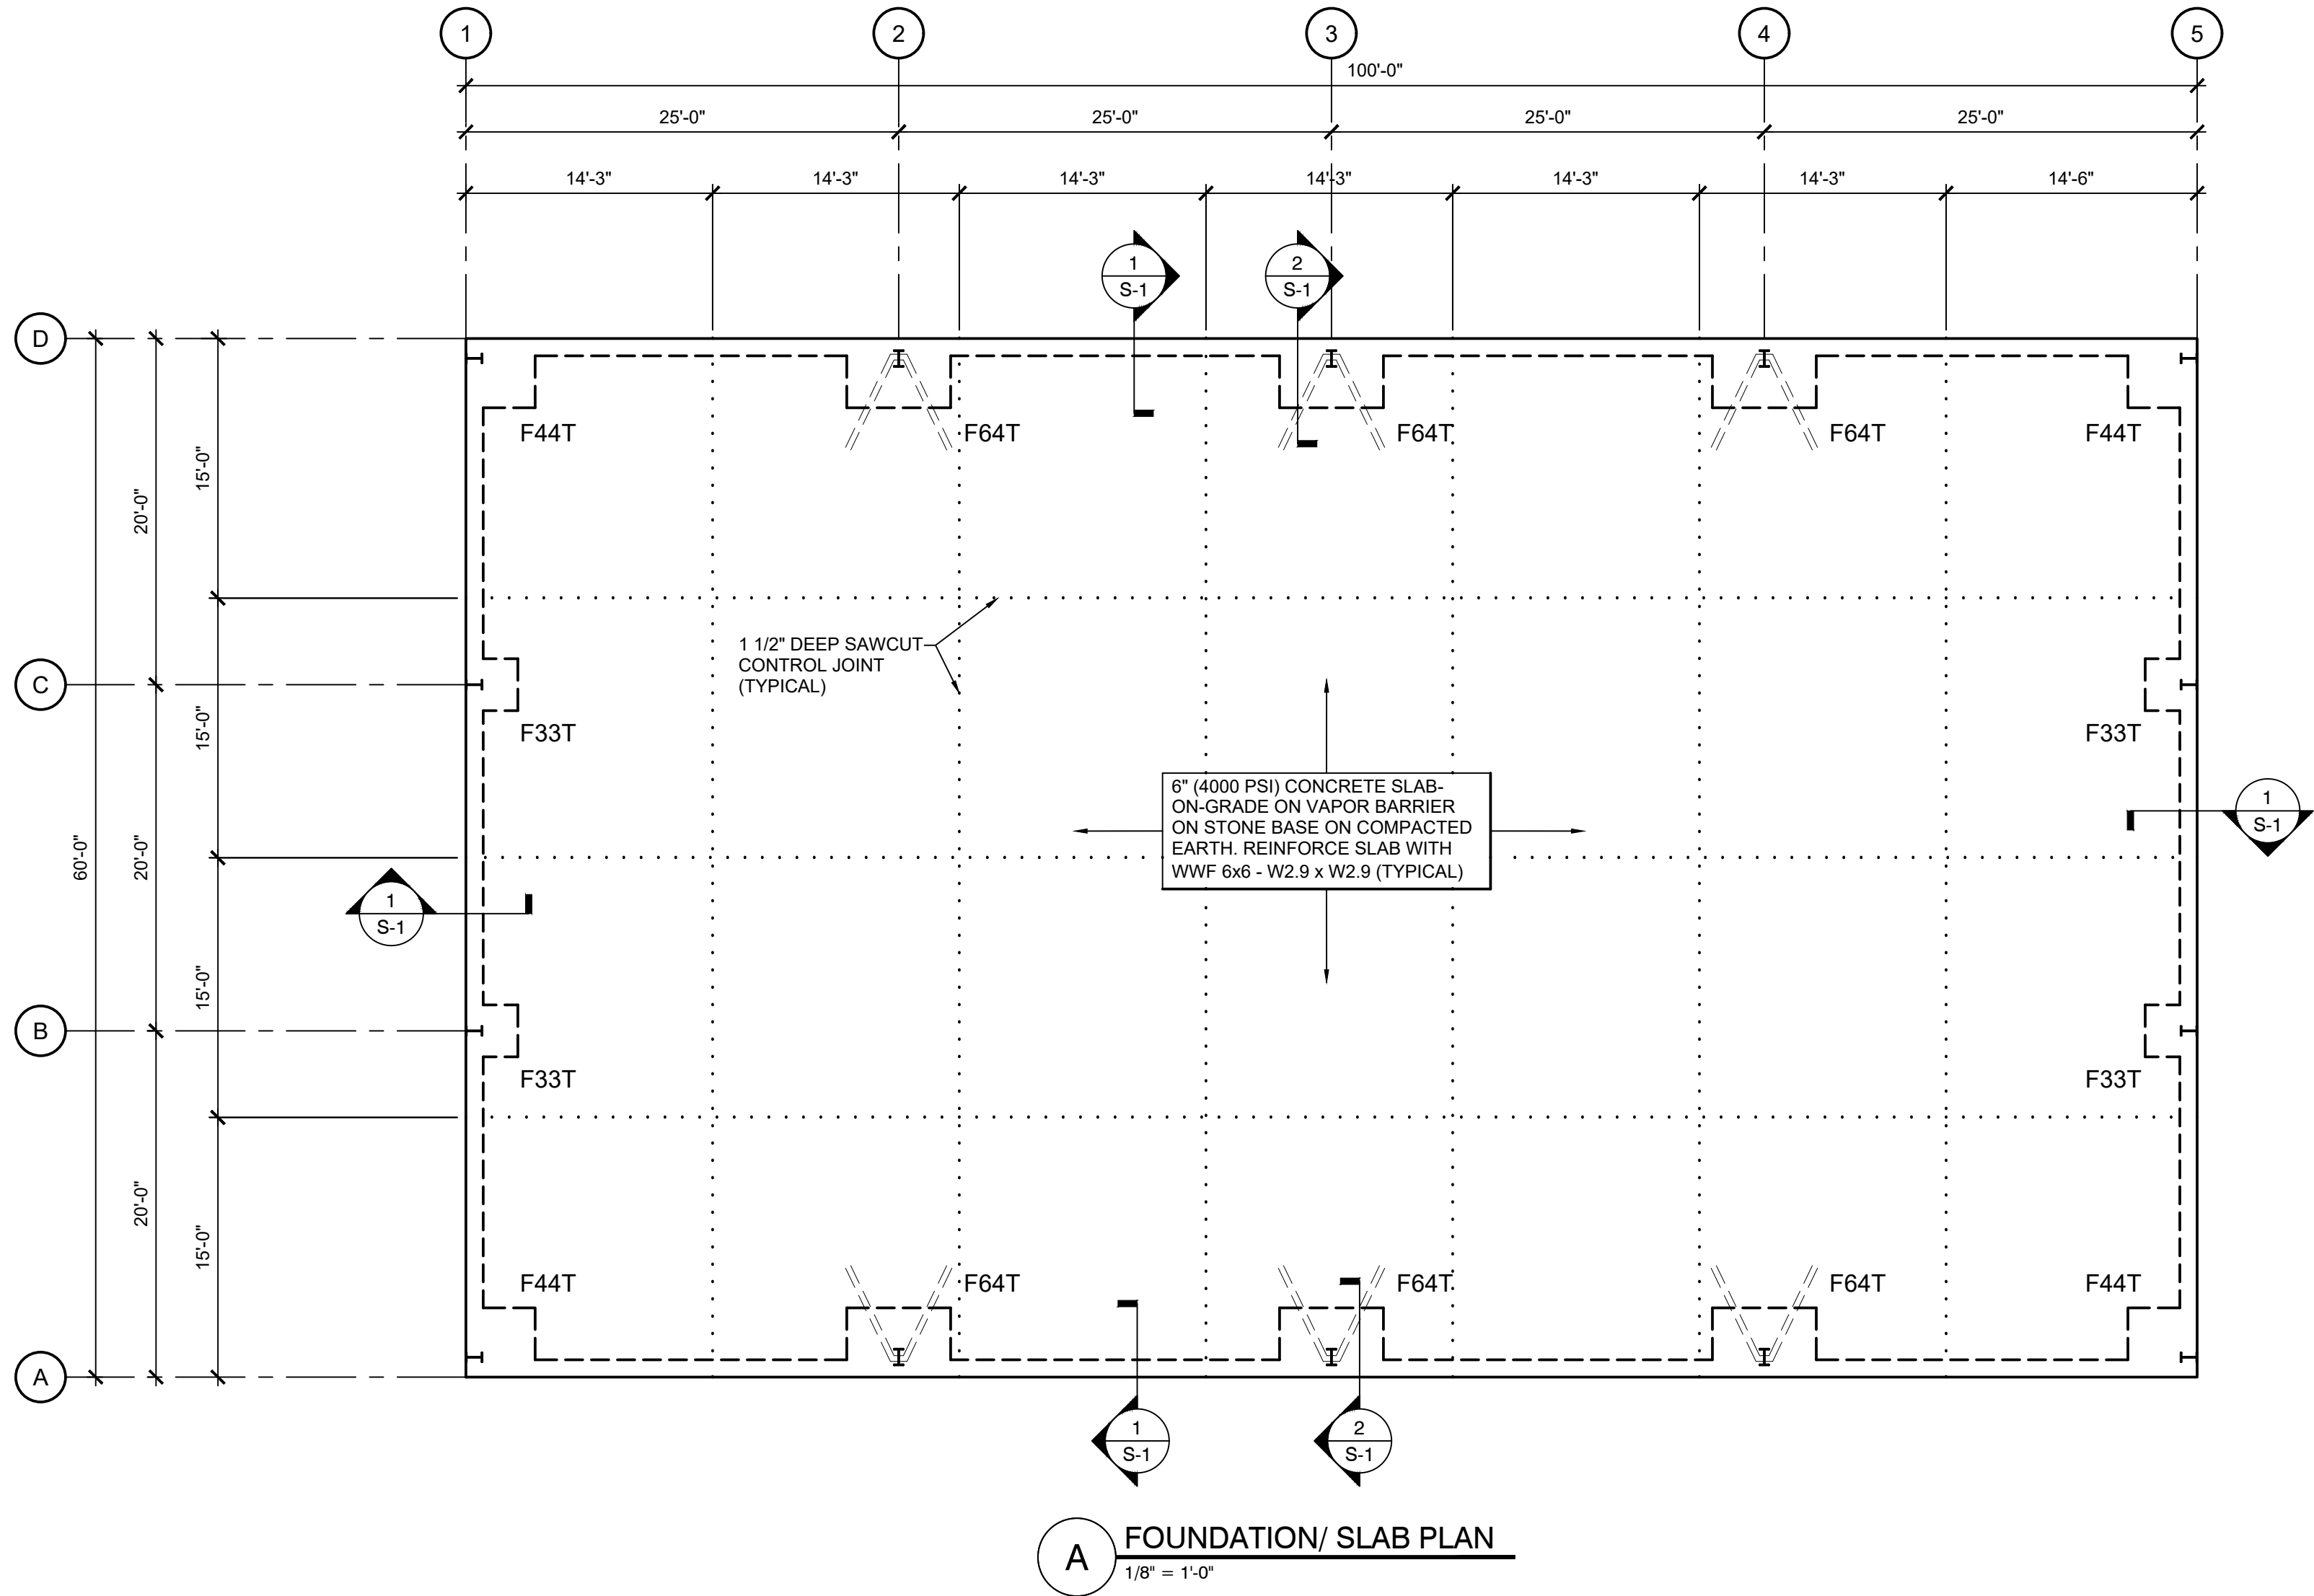 1 2 3 4 5
100'-0"
25'-0" 25'-0" 25'-0" 25'-0"
14'-3" 14'-3" 14'-3" 14'-3" 14'-3" 14'-3" 14'-6"
1
S-1
2
S-1
D
F44T F64T F64T F64T F44T
15'-0"
20'-0"
1 1/2" DEEP SAWCUT
CONTROL JOINT
(TYPICAL)
C
15'-0"
F33T F33T
6" (4000 PSI) CONCRETE SLAB-
ON-GRADE ON VAPOR BARRIER
ON STONE BASE ON COMPACTED
EARTH. REINFORCE SLAB WITH
WWF 6x6 - W2.9 x W2.9 (TYPICAL)
1
S-1
60'-0"
20'-0"
1
S-1
15'-0"
B
F33T F33T
20'-0"
15'-0"
F44T F64T F64T F64T F44T
A
1
S-1
2
S-1
A
FOUNDATION/ SLAB PLAN
1/8" = 1'-0"